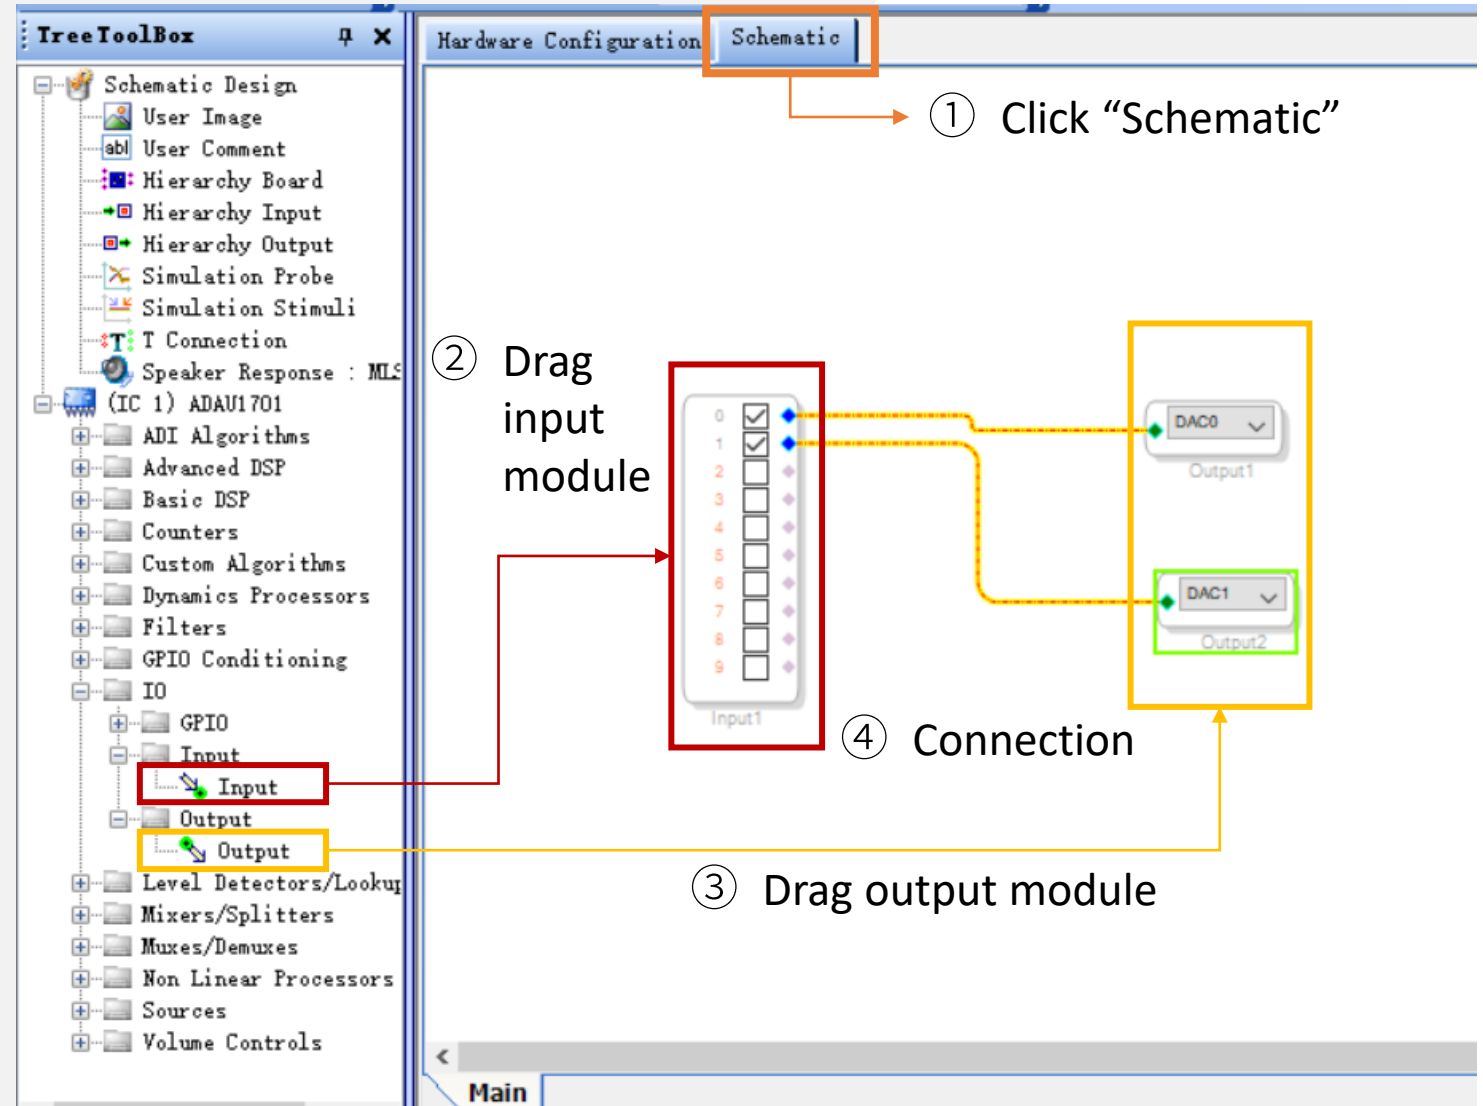 TreeToolBox
Schematic Design
User Image
abl User Comment
Hierarchy Board
Hierarchy Input
Hierarchy Output
Simulation Probe
Simulation Stimuli
T T Connection
Speaker Response : MLS
(IC 1) ADAU1701
ADI Algorithms
Advanced DSP
Basic DSP
Counters
Custom Algorithms
Dynamics Processors
Filters
GPIO Conditioning
IO
GPIO
Input
Input
Output
Output
Level Detectors/Lookup
Mixers/Splitters
Muxes/Demuxes
Non Linear Processors
Sources
Volume Controls
Hardware Configuration
Schematic
① Click “Schematic”
② Drag
input
module
0
1
2
3
4
5
6
7
8
9
Input1
DAC0
Output1
DAC1
Output2
④ Connection
③ Drag output module
Main